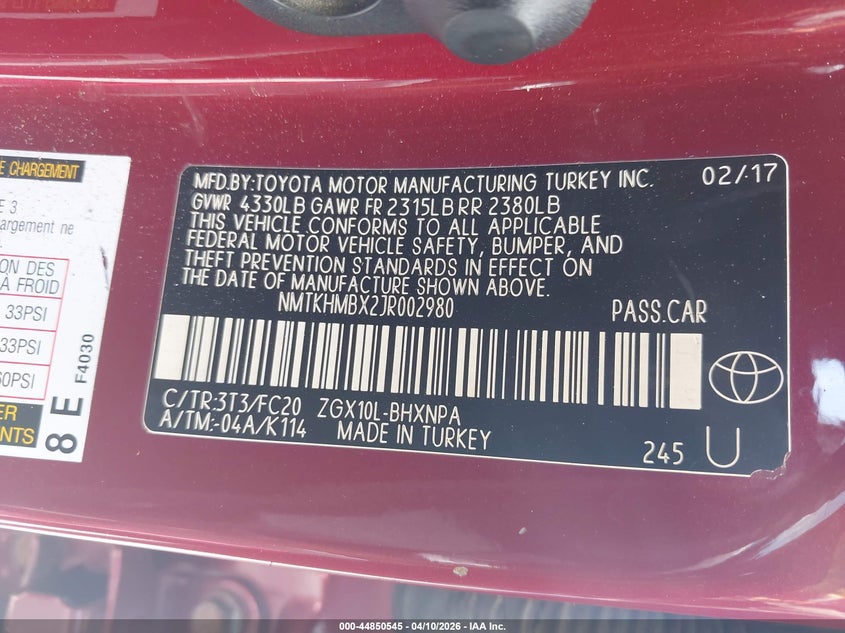 E CHARGEMENT
E 3
argement ne
ON DES
A FROID
33PSI
33PSI
60PSI
ER
ENTS
8 E F4030
MFD.BY:TOYOTA MOTOR MANUFACTURING TURKEY INC. 02/17
GVWR 4330LB GAWR FR 2315LB RR 2380LB
THIS VEHICLE CONFORMS TO ALL APPLICABLE
FEDERAL MOTOR VEHICLE SAFETY, BUMPER, AND
THEFT PREVENTION STANDARDS IN EFFECT ON
THE DATE OF MANUFACTURE SHOWN ABOVE.
NMTKHMBX2JR002980 PASS.CAR
C/TR:3T3/FC20 ZGX10L-BHXNPA
A/TM:-04A/K114 MADE IN TURKEY
245 U
000-44850545 - 04/10/2026 - IAA Inc.